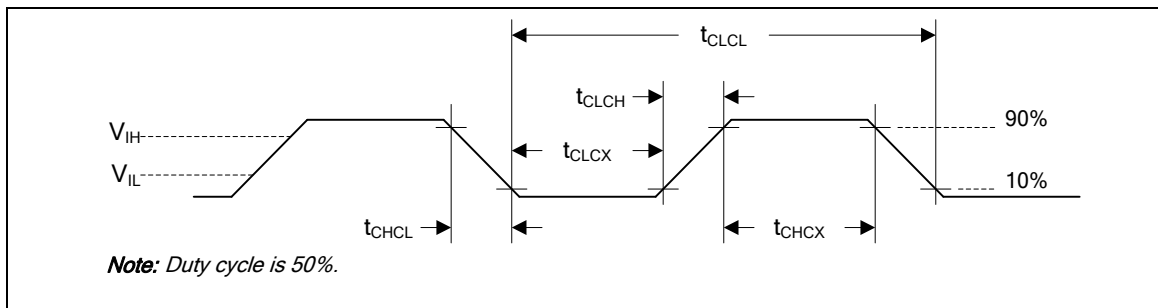 tCLCL
tCLCH
VIH
90%
tCLCX
VIL
10%
tCHCL
tCHCX
Note: Duty cycle is 50%.